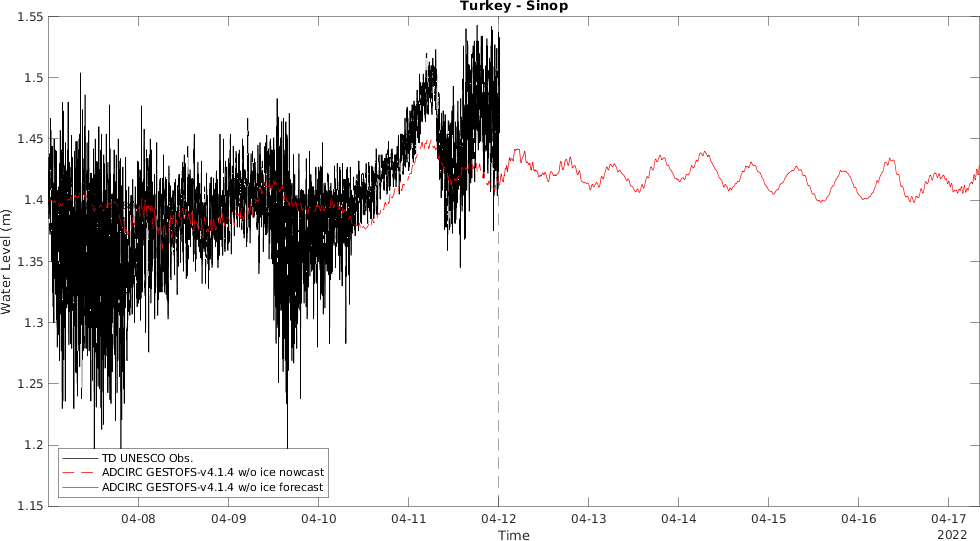 Turkey - Sinop
Water Level (m)
1.55
1.5
1.45
1.4
1.35
1.3
1.25
1.2
1.15
TD UNESCO Obs.
ADCIRC GESTOFS-v4.1.4 w/o ice nowcast
ADCIRC GESTOFS-v4.1.4 w/o ice forecast
04-08 04-09 04-10 04-11 04-12 04-13 04-14 04-15 04-16 04-17
Time
2022